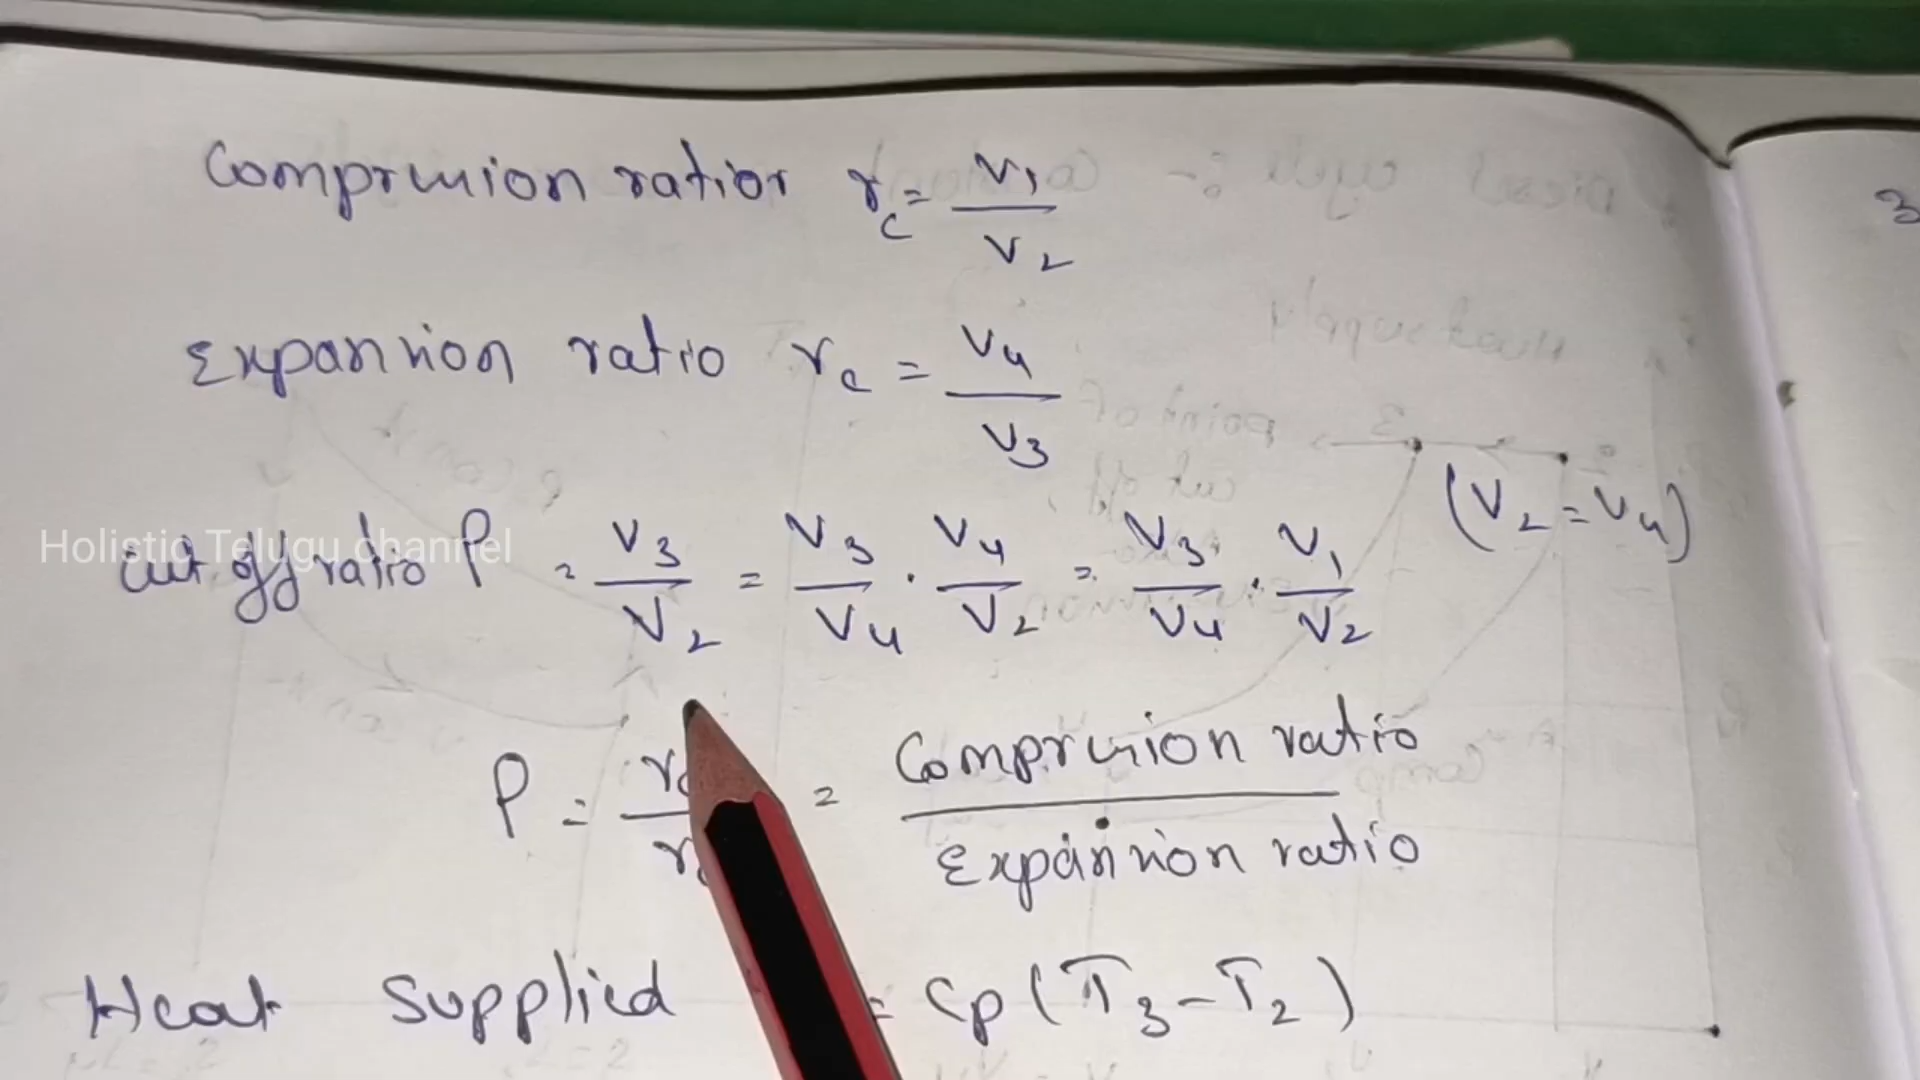 Compression ratior r_c = V1/V2
Expansion ratio r_e = V4/V3
(V2 = V4)
cut off ratio ρ = V3/V2 = V3/V4 . V4/V2 = V3/V4 . V1/V2
Holistic Telugu channel
ρ = = Compression ratio / Expansion ratio
Heat supplied = Cp (T3 - T2)